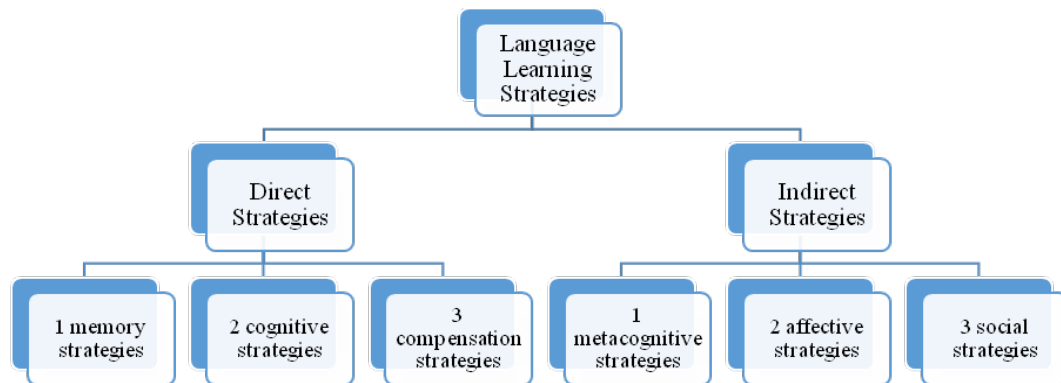 Language
Learning
Strategies
Direct
Strategies
Indirect
Strategies
1 memory
strategies
2 cognitive
strategies
3
compensation
strategies
1
metacognitive
strategies
2 affective
strategies
3 social
strategies